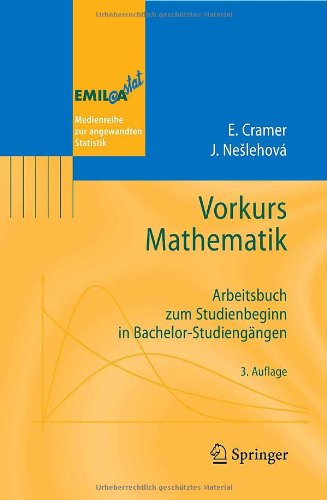 Urheberrechtlich geschütztes Material
EMIL@A-stat
Medienreihe
zur angewandten
Statistik
E. Cramer
J. Nešlehová
Vorkurs
Mathematik
Arbeitsbuch
zum Studienbeginn
in Bachelor-Studiengängen
3. Auflage
Springer
Urheberrechtlich geschütztes Material